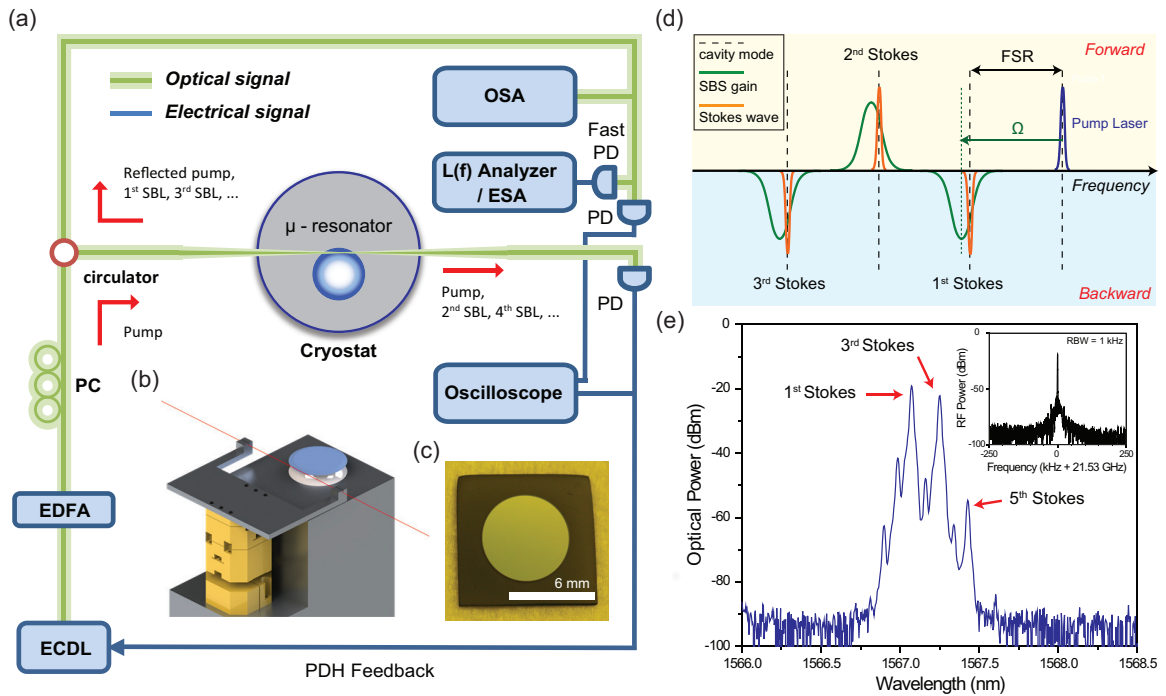 (a)
Optical signal
Electrical signal
OSA
Fast
PD
L(f) Analyzer
/ ESA
PD
Reflected pump,
1st SBL, 3rd SBL, ...
μ - resonator
circulator
Pump
Pump,
2nd SBL, 4th SBL, ...
PD
Cryostat
PC
Oscilloscope
(b)
(c)
6 mm
EDFA
ECDL
PDH Feedback
(d)
cavity mode
SBS gain
Stokes wave
2nd Stokes
FSR
Forward
Pump Laser
Ω
Frequency
3rd Stokes
1st Stokes
Backward
(e)
Optical Power (dBm)
0
-20
-40
-60
-80
-100
1566.0
1566.5
1567.0
1567.5
1568.0
1568.5
Wavelength (nm)
1st Stokes
3rd Stokes
5th Stokes
RBW = 1 kHz
RF Power (dBm)
0
-50
-100
-250
0
250
Frequency (kHz + 21.53 GHz)